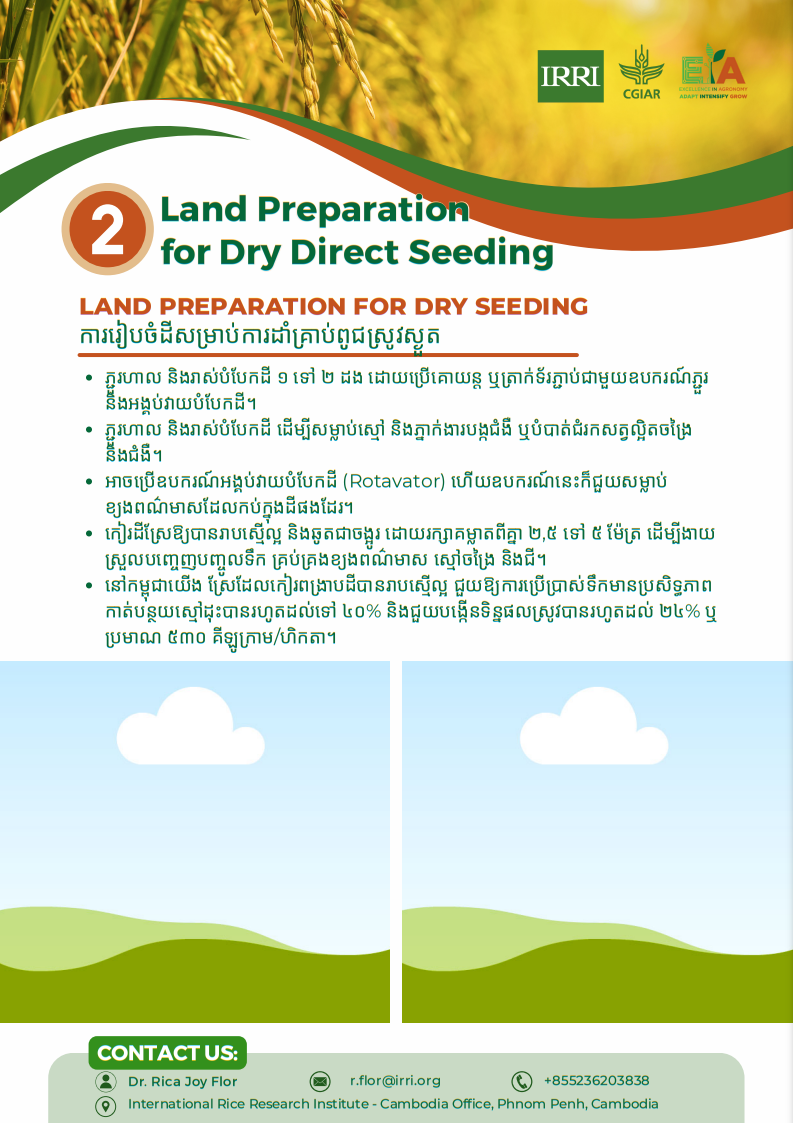 IRRI
CGIAR
EiA
EXCELLENCE IN AGRONOMY
ADAPT INTENSIFY GROW
2
Land Preparation
for Dry Direct Seeding
LAND PREPARATION FOR DRY SEEDING
ការរៀបចំដីសម្រាប់ការដាំគ្រាប់ពូជស្រូវស្ងួត
• ភ្ជួរហាល និងរាស់បំបែកដី ១ ទៅ ២ ដង ដោយប្រើគោយន្ត ឬត្រាក់ទ័រភ្ជាប់ជាមួយឧបករណ៍ភ្ជួរ
និងអង្គប់វាយបំបែកដី។
• ភ្ជួរហាល និងរាស់បំបែកដី ដើម្បីសម្លាប់ស្មៅ និងភ្នាក់ងារបង្កជំងឺ ឬបំបាត់ជំរកសត្វល្អិតចង្រៃ
និងជំងឺ។
• អាចប្រើឧបករណ៍អង្គប់វាយបំបែកដី (Rotavator) ហើយឧបករណ៍នេះក៏ជួយសម្លាប់
ខ្យងពណ៌មាសដែលកប់ក្នុងដីផងដែរ។
• កៀរដីស្រែឱ្យបានរាបស្មើល្អ និងឆូតជាចង្អូរ ដោយរក្សាគម្លាតពីគ្នា ២,៥ ទៅ ៥ ម៉ែត្រ ដើម្បីងាយ
ស្រួលបញ្ចេញបញ្ចូលទឹក គ្រប់គ្រងខ្យងពណ៌មាស ស្មៅចង្រៃ និងជី។
• នៅកម្ពុជាយើង ស្រែដែលកៀរពង្រាបដីបានរាបស្មើល្អ ជួយឱ្យការប្រើប្រាស់ទឹកមានប្រសិទ្ធភាព
កាត់បន្ថយស្មៅដុះបានរហូតដល់ទៅ ៤០% និងជួយបង្កើនទិន្នផលស្រូវបានរហូតដល់ ២៤% ឬ
ប្រមាណ ៥៣០ គីឡូក្រាម/ហិកតា។
CONTACT US:
Dr. Rica Joy Flor
r.flor@irri.org
+855236203838
International Rice Research Institute - Cambodia Office, Phnom Penh, Cambodia